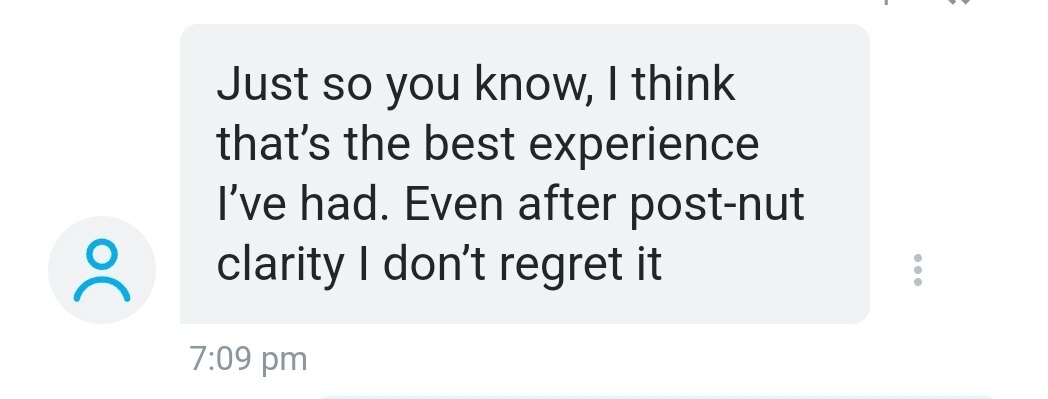 Just so you know, I think
that’s the best experience
I’ve had. Even after post-nut
clarity I don’t regret it
7:09 pm